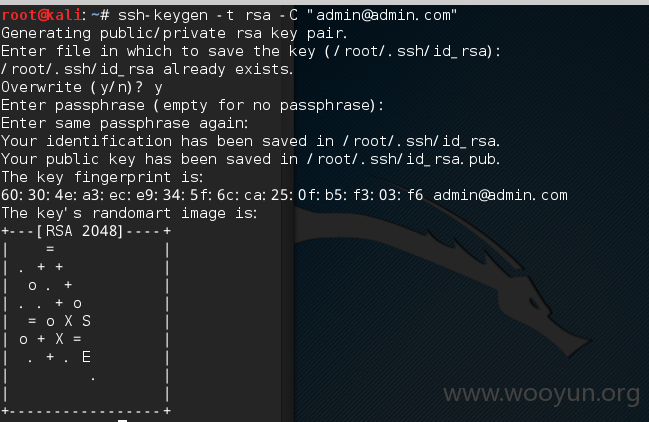 root@kali:~# ssh-keygen -t rsa -C "admin@admin.com"
Generating public/private rsa key pair.
Enter file in which to save the key (/root/.ssh/id_rsa):
/root/.ssh/id_rsa already exists.
Overwrite (y/n)? y
Enter passphrase (empty for no passphrase):
Enter same passphrase again:
Your identification has been saved in /root/.ssh/id_rsa.
Your public key has been saved in /root/.ssh/id_rsa.pub.
The key fingerprint is:
60:30:4e:a3:ec:e9:34:5f:6c:ca:25:0f:b5:f3:03:f6 admin@admin.com
The key's randomart image is:
+---[RSA 2048]----+
|    =            |
| . + +           |
|  o . +          |
| . . + o         |
|  = o X S        |
| o + X =         |
|  . + . E        |
|         .       |
|                 |
+-----------------+
www.wooyun.org